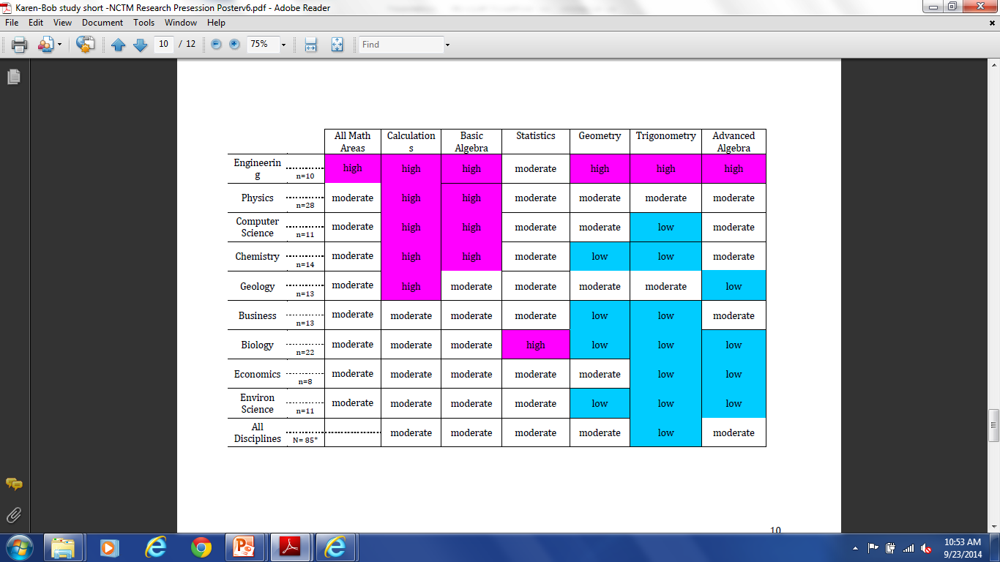 Karen-Bob study short -NCTM Research Presession Posterv6.pdf - Adobe Reader
File Edit View Document Tools Window Help
10 / 12 75% Find
All Math Areas Calculation s Basic Algebra Statistics Geometry Trigonometry Advanced Algebra
Engineerin g n=10 high high high moderate high high high
Physics n=28 moderate high high moderate moderate moderate moderate
Computer Science n=11 moderate high high moderate moderate low moderate
Chemistry n=14 moderate high high moderate low low moderate
Geology n=13 moderate high moderate moderate moderate moderate low
Business n=13 moderate moderate moderate moderate low low moderate
Biology n=22 moderate moderate moderate high low low low
Economics n=8 moderate moderate moderate moderate moderate low low
Environ Science n=11 moderate moderate moderate moderate low low low
All Disciplines N= 85* moderate moderate moderate moderate low moderate
10
10:53 AM
9/23/2014